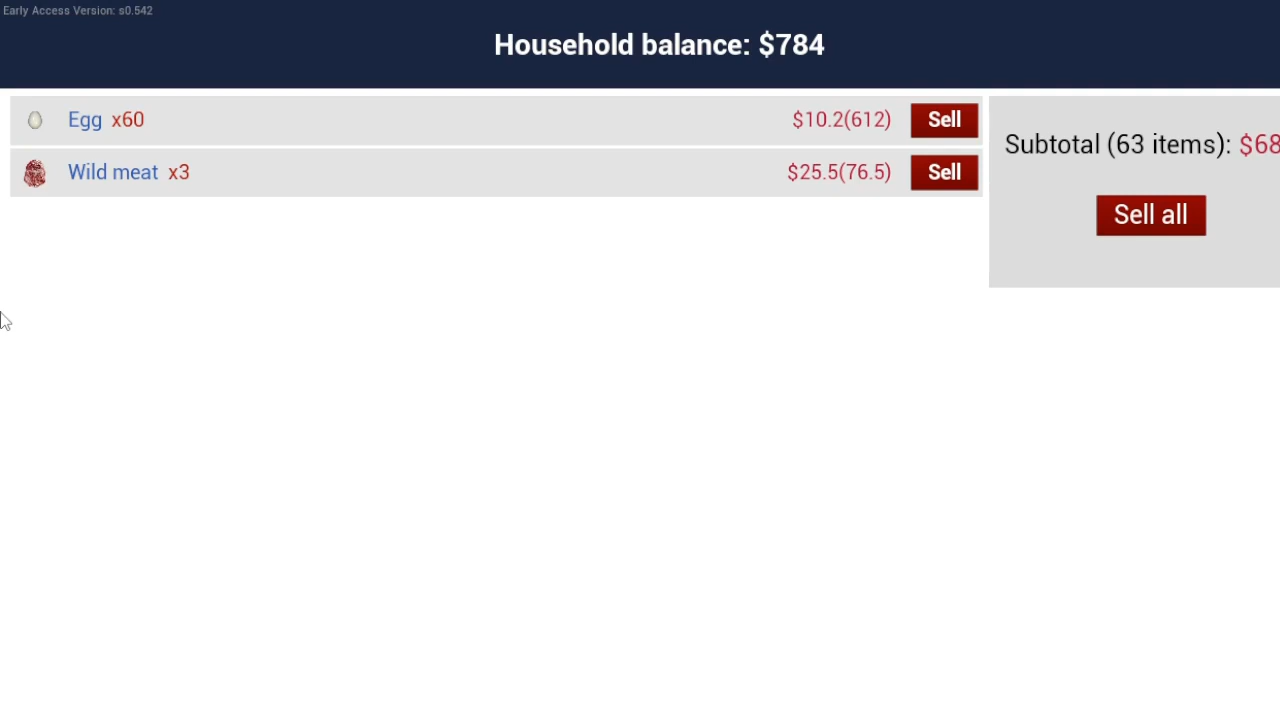 Early Access Version: s0.542
Household balance: $784
Egg x60 $10.2(612) Sell
Wild meat x3 $25.5(76.5) Sell
Subtotal (63 items): $68
Sell all